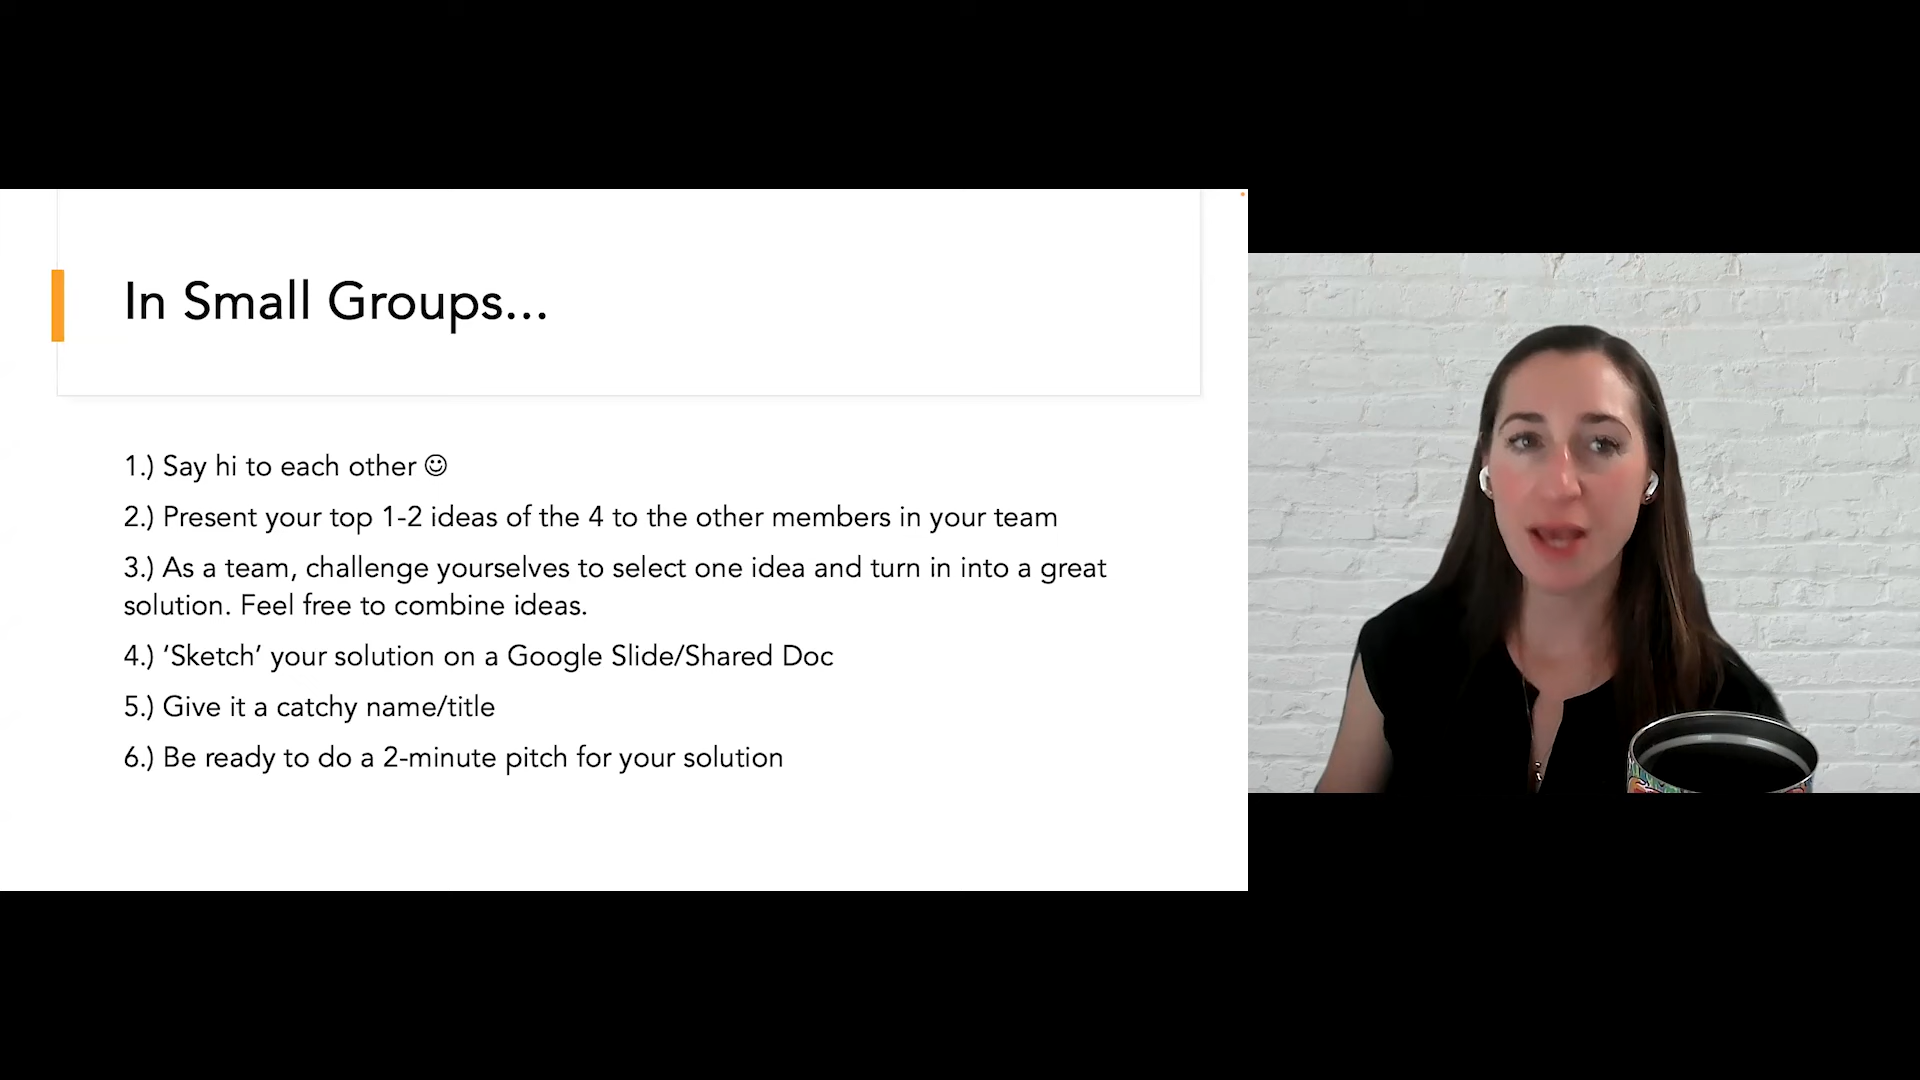 In Small Groups...
1.) Say hi to each other ☺
2.) Present your top 1-2 ideas of the 4 to the other members in your team
3.) As a team, challenge yourselves to select one idea and turn in into a great
solution. Feel free to combine ideas.
4.) ‘Sketch’ your solution on a Google Slide/Shared Doc
5.) Give it a catchy name/title
6.) Be ready to do a 2-minute pitch for your solution